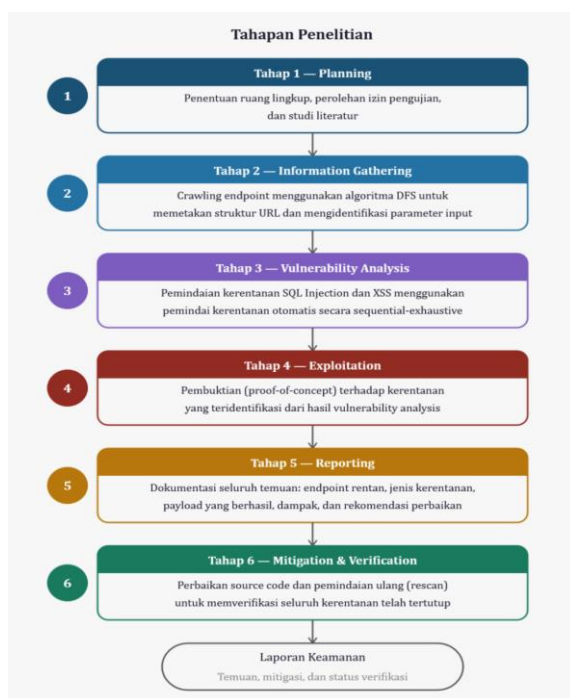 Tahapan Penelitian
Tahap 1 — Planning
1
Penentuan ruang lingkup, perolehan izin pengujian,
dan studi literatur
Tahap 2 — Information Gathering
2
Crawling endpoint menggunakan algoritma DFS untuk
memetakan struktur URL dan mengidentifikasi parameter input
Tahap 3 — Vulnerability Analysis
3
Pemindaian kerentanan SQL Injection dan XSS menggunakan
pemindai kerentanan otomatis secara sequential-exhaustive
Tahap 4 — Exploitation
4
Pembuktian (proof-of-concept) terhadap kerentanan
yang teridentifikasi dari hasil vulnerability analysis
Tahap 5 — Reporting
5
Dokumentasi seluruh temuan: endpoint rentan, jenis kerentanan,
payload yang berhasil, dampak, dan rekomendasi perbaikan
Tahap 6 — Mitigation & Verification
6
Perbaikan source code dan pemindaian ulang (rescan)
untuk memverifikasi seluruh kerentanan telah tertutup
Laporan Keamanan
Temuan, mitigasi, dan status verifikasi